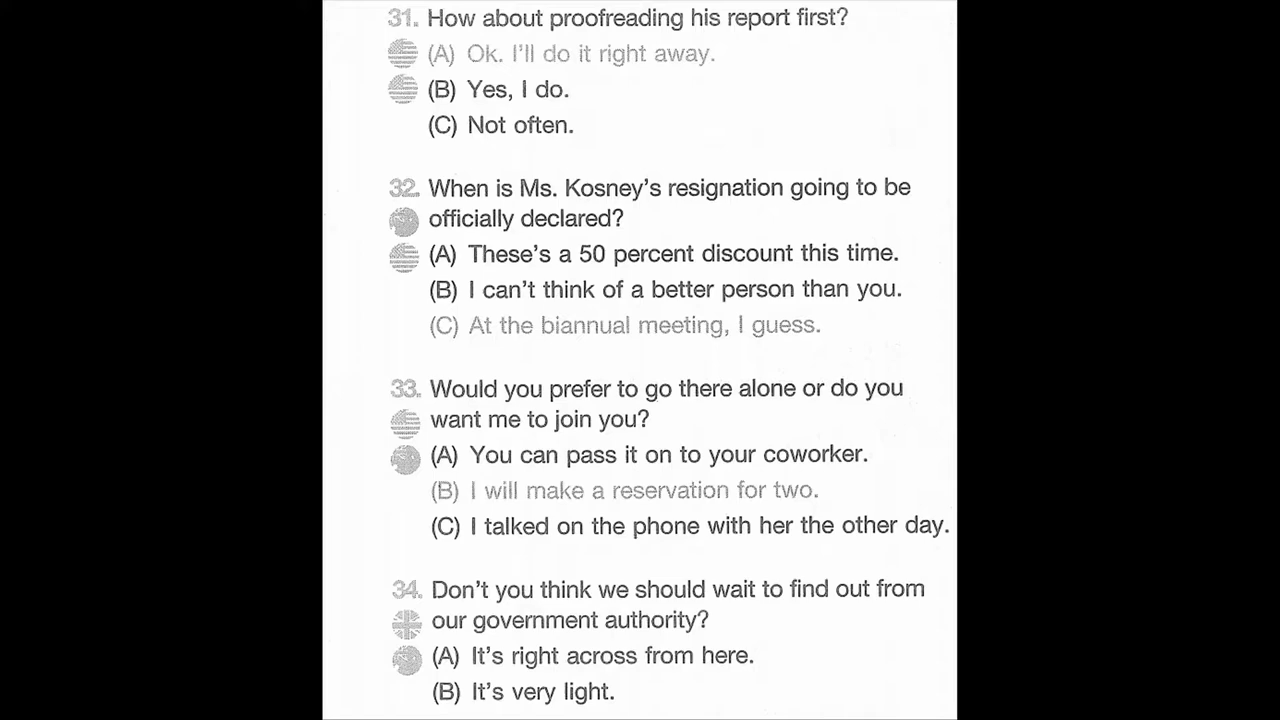 31. How about proofreading his report first?
(A) Ok. I'll do it right away.
(B) Yes, I do.
(C) Not often.
32. When is Ms. Kosney's resignation going to be
officially declared?
(A) These's a 50 percent discount this time.
(B) I can't think of a better person than you.
(C) At the biannual meeting, I guess.
33. Would you prefer to go there alone or do you
want me to join you?
(A) You can pass it on to your coworker.
(B) I will make a reservation for two.
(C) I talked on the phone with her the other day.
34. Don't you think we should wait to find out from
our government authority?
(A) It's right across from here.
(B) It's very light.